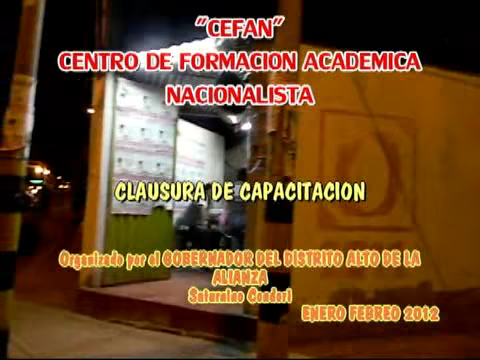 "CEFAN"
CENTRO DE FORMACION ACADEMICA
NACIONALISTA
CLAUSURA DE CAPACITACION
Organizado por el GOBERNADOR DEL DISTRITO ALTO DE LA
ALIANZA
Saturnino Condori
ENERO FEBREO 2012